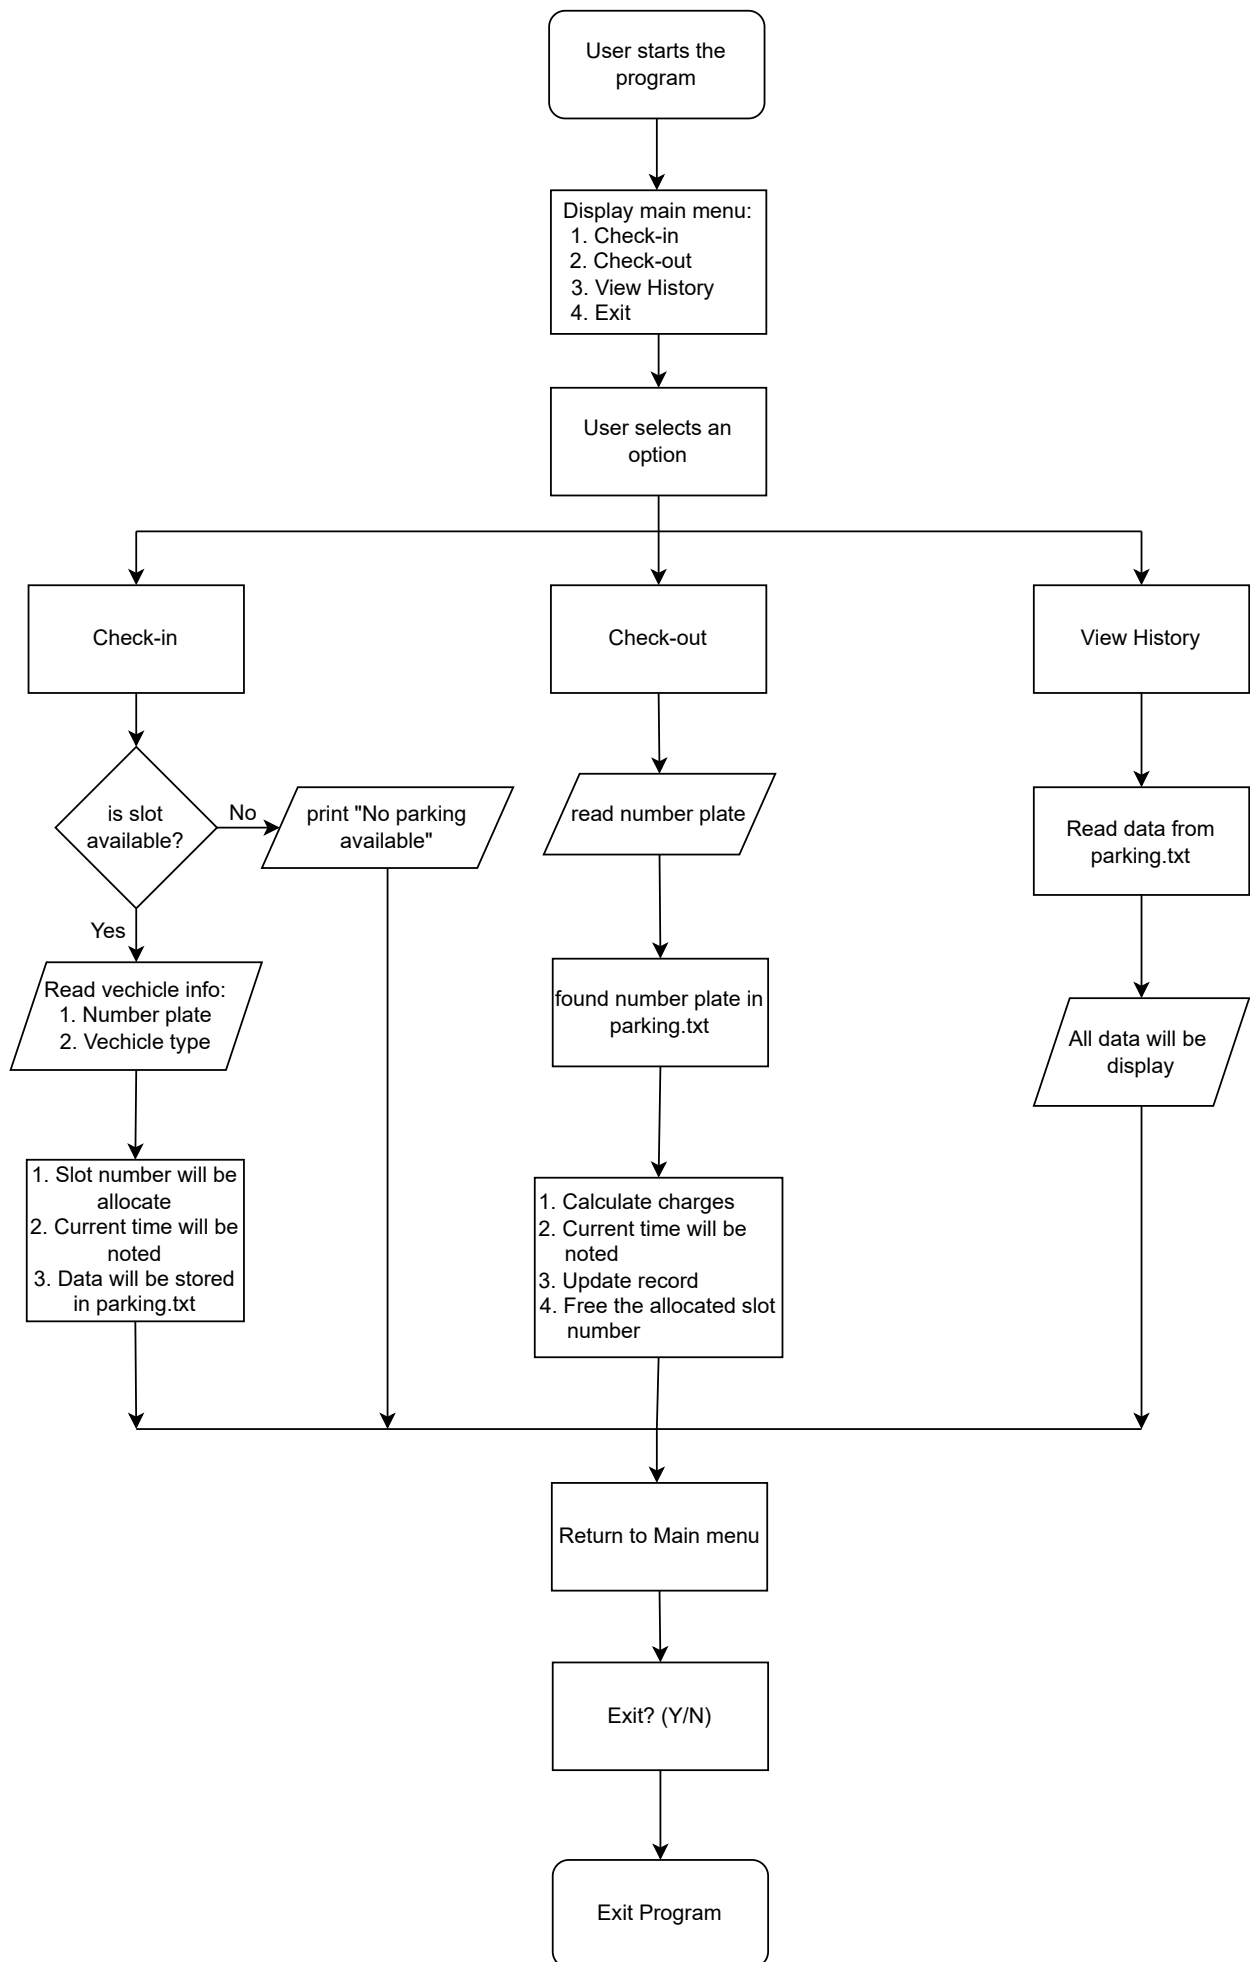 User starts the
program
Display main menu:
1. Check-in
2. Check-out
3. View History
4. Exit
User selects an
option
Check-in
Check-out
View History
is slot
available?
No
print "No parking
available"
read number plate
Read data from
parking.txt
Yes
Read vechicle info:
1. Number plate
2. Vechicle type
found number plate in
parking.txt
All data will be
display
1. Slot number will be
allocate
2. Current time will be
noted
3. Data will be stored
in parking.txt
1. Calculate charges
2. Current time will be
noted
3. Update record
4. Free the allocated slot
number
Return to Main menu
Exit? (Y/N)
Exit Program